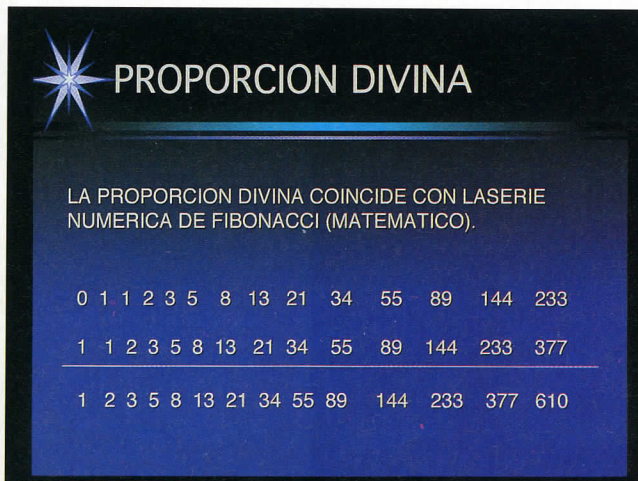 PROPORCION DIVINA
LA PROPORCION DIVINA COINCIDE CON LASERIE
NUMERICA DE FIBONACCI (MATEMATICO).
0 1 1 2 3 5 8 13 21 34 55 89 144 233
1 1 2 3 5 8 13 21 34 55 89 144 233 377
1 2 3 5 8 13 21 34 55 89 144 233 377 610